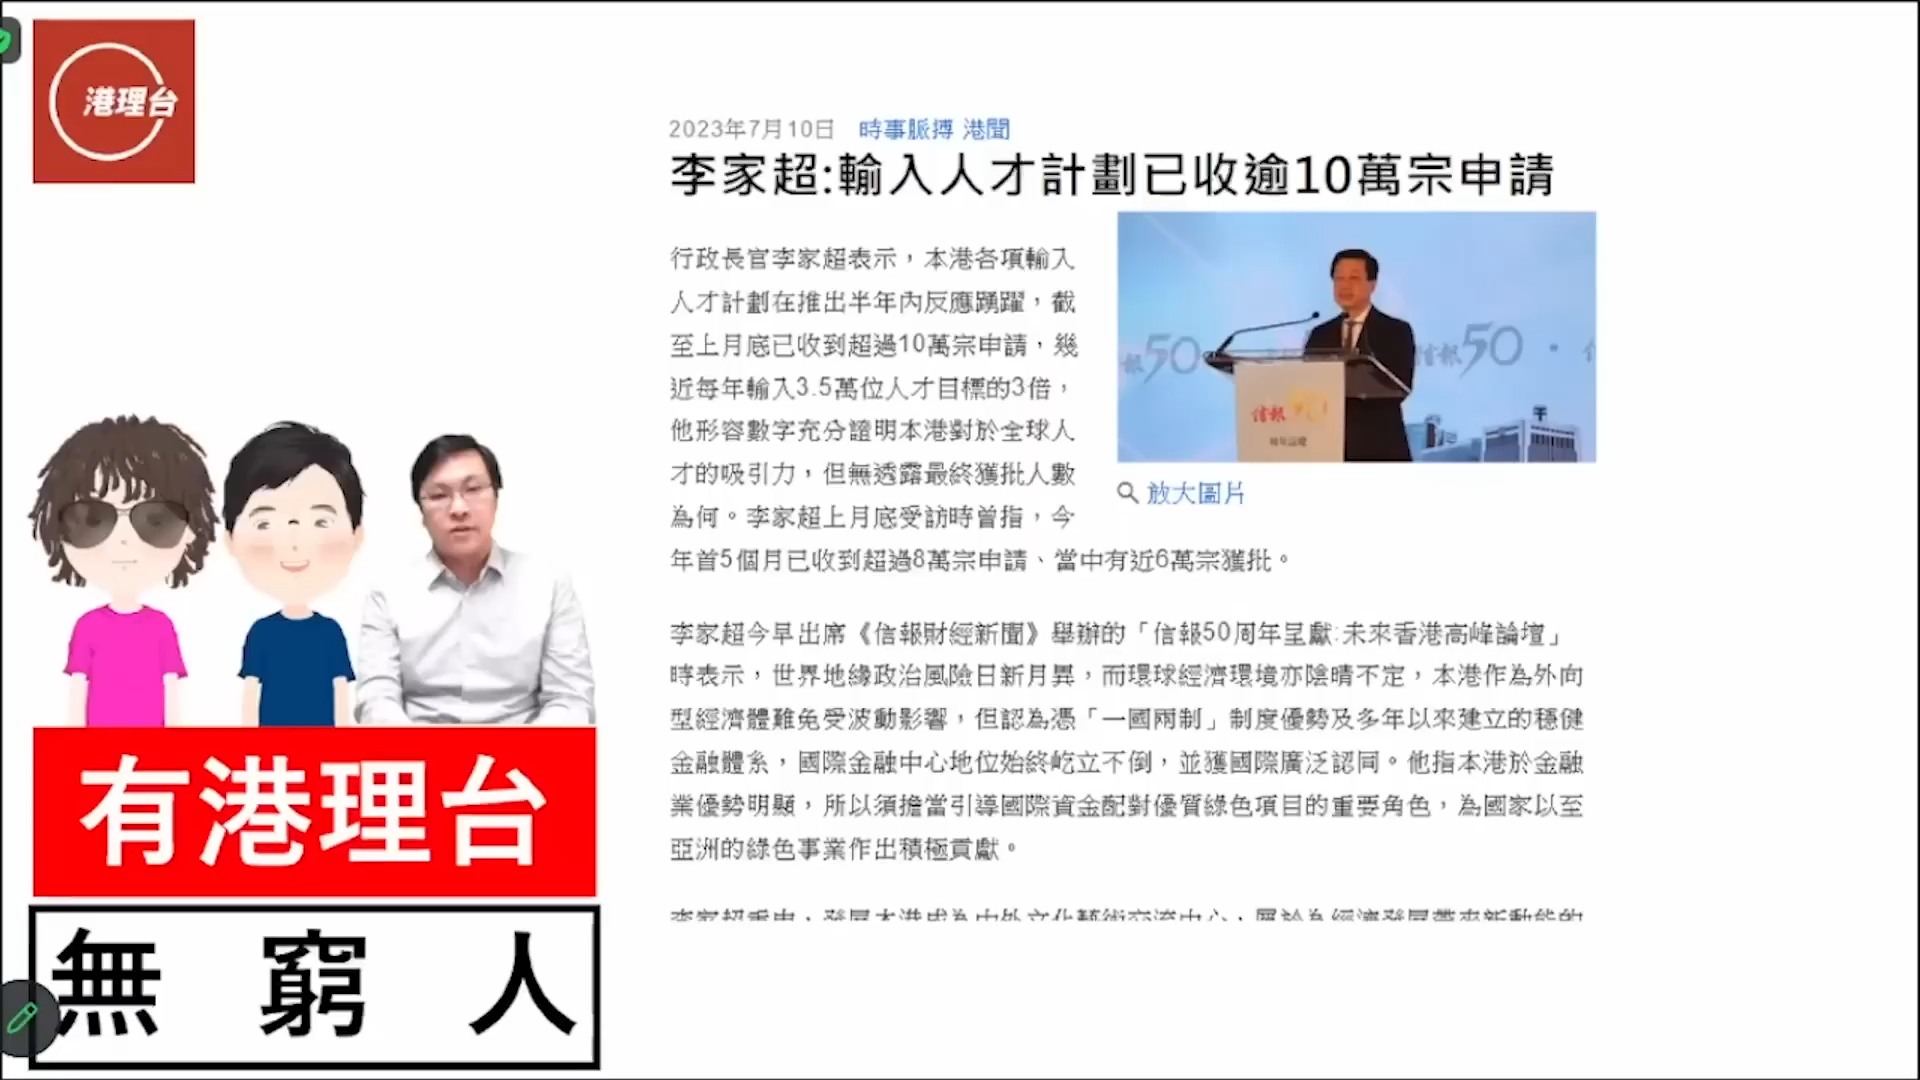 港理台
2023年7月10日 時事脈搏 港聞
李家超:輸入人才計劃已收逾10萬宗申請
行政長官李家超表示，本港各項輸入
人才計劃在推出半年內反應踴躍，截
至上月底已收到超過10萬宗申請，幾
近每年輸入3.5萬位人才目標的3倍，
他形容數字充分證明本港對於全球人
才的吸引力，但無透露最終獲批人數
為何。李家超上月底受訪時曾指，今
年首5個月已收到超過8萬宗申請、當中有近6萬宗獲批。
報50
信報50
信報
放大圖片
李家超今早出席《信報財經新聞》舉辦的「信報50周年呈獻:未來香港高峰論壇」
時表示，世界地緣政治風險日新月異，而環球經濟環境亦陰晴不定，本港作為外向
型經濟體難免受波動影響，但認為憑「一國兩制」制度優勢及多年以來建立的穩健
金融體系，國際金融中心地位始終屹立不倒，並獲國際廣泛認同。他指本港於金融
業優勢明顯，所以須擔當引導國際資金配對優質綠色項目的重要角色，為國家以至
亞洲的綠色事業作出積極貢獻。
有港理台
無 窮 人